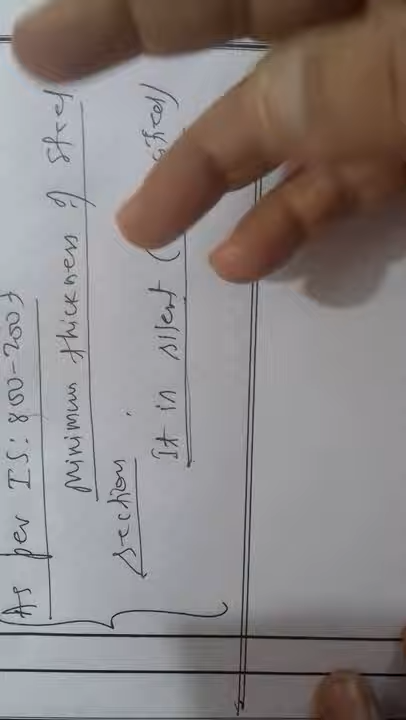 As per IS: 800-2007
Minimum thickness of steel
section.
It is silent (